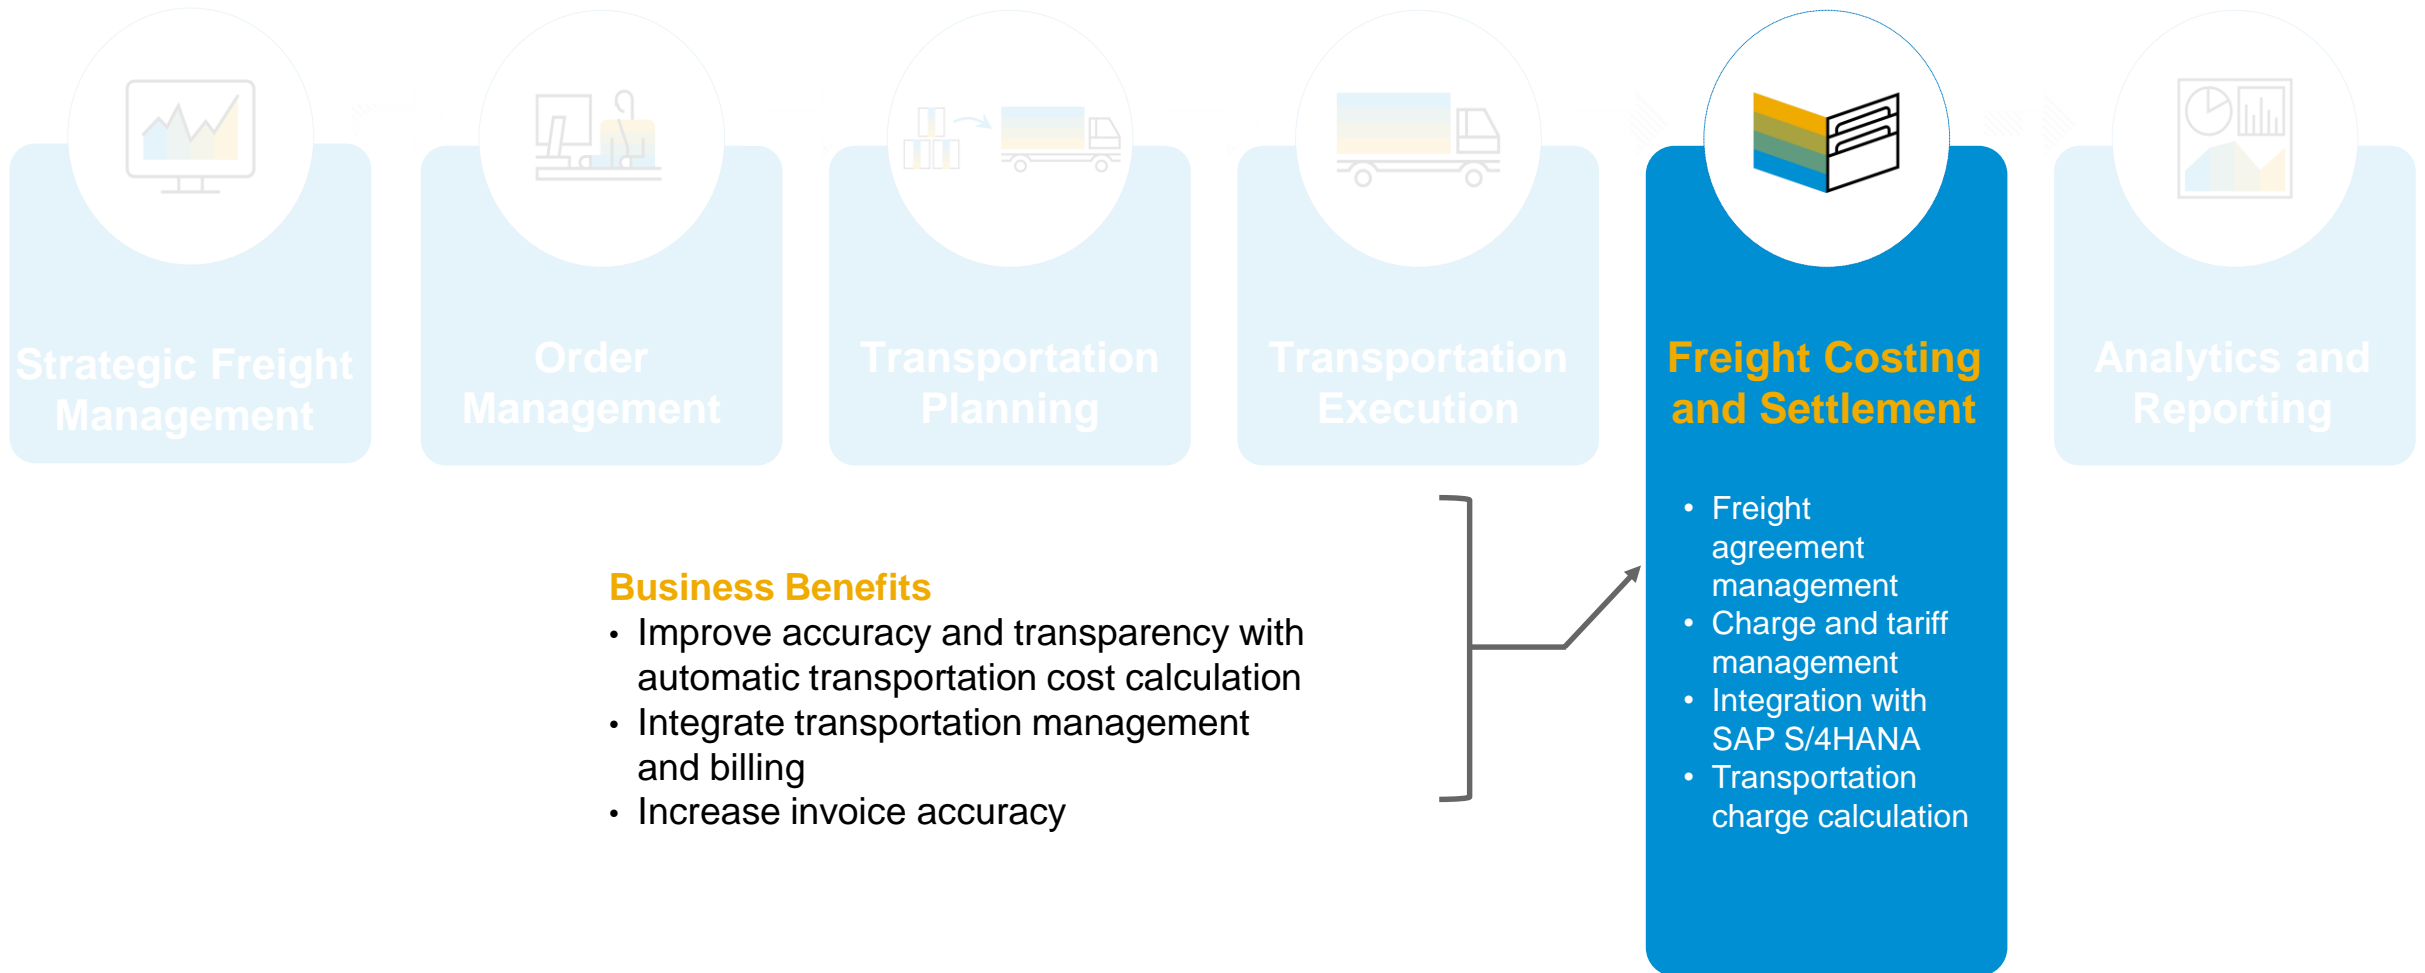 Strategic Freight
Management
Order
Management
Transportation
Planning
Transportation
Execution
Freight Costing
and Settlement
Analytics and
Reporting
Business Benefits
• Improve accuracy and transparency with
automatic transportation cost calculation
• Integrate transportation management
and billing
• Increase invoice accuracy
• Freight
agreement
management
• Charge and tariff
management
• Integration with
SAP S/4HANA
• Transportation
charge calculation